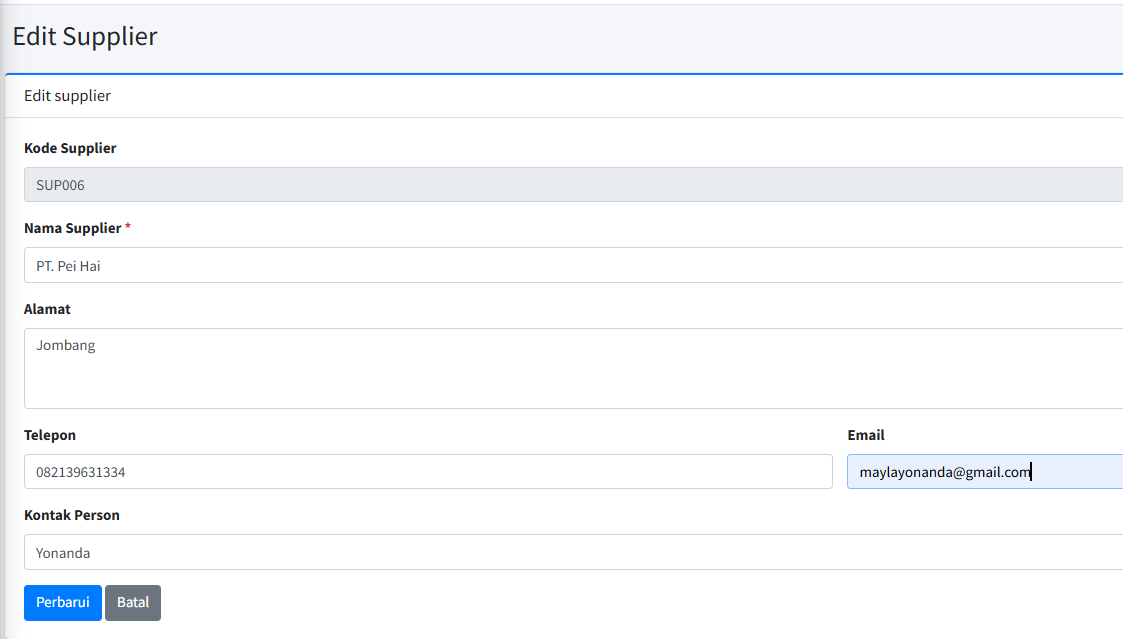 Edit Supplier
Edit supplier
Kode Supplier
SUP006
Nama Supplier *
PT. Pei Hai
Alamat
Jombang
Telepon
Email
082139631334
maylayonanda@gmail.com
Kontak Person
Yonanda
Perbarui
Batal